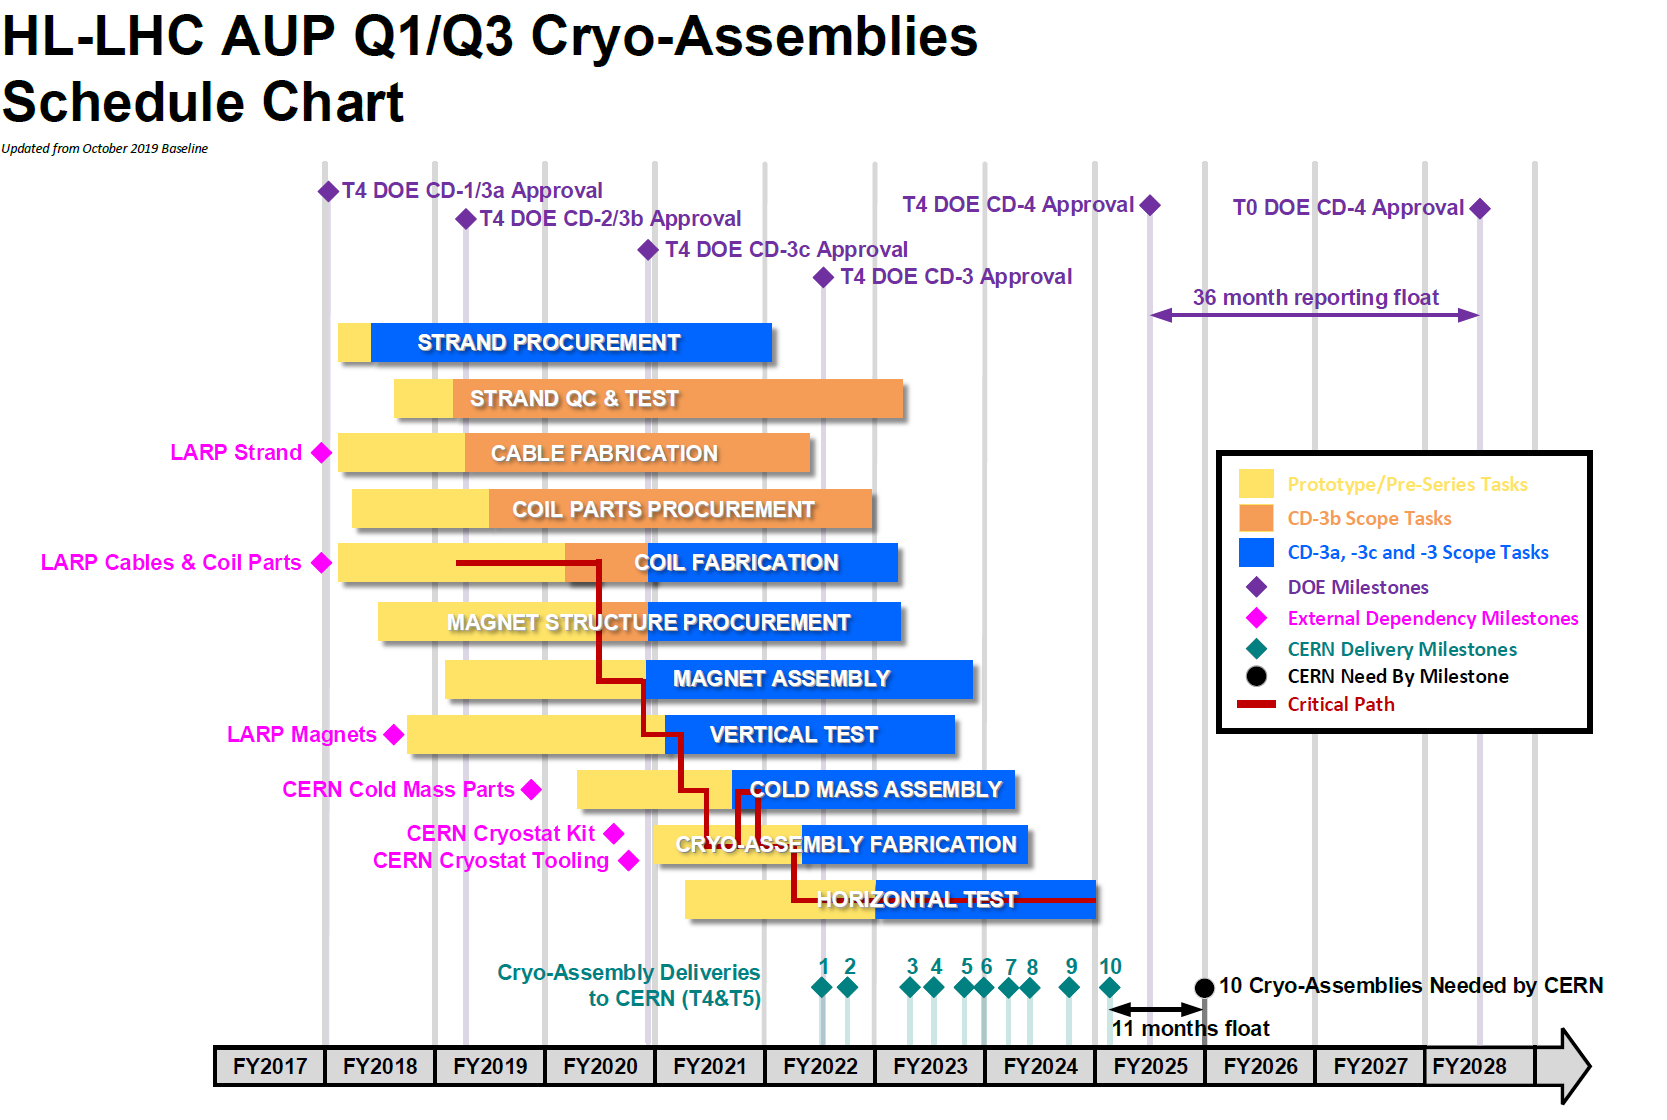 HL-LHC AUP Q1/Q3 Cryo-Assemblies
Schedule Chart
Updated from October 2019 Baseline
T4 DOE CD-1/3a Approval
T4 DOE CD-2/3b Approval
T4 DOE CD-3c Approval
T4 DOE CD-3 Approval
T4 DOE CD-4 Approval
T0 DOE CD-4 Approval
36 month reporting float
STRAND PROCUREMENT
STRAND QC & TEST
LARP Strand
CABLE FABRICATION
COIL PARTS PROCUREMENT
LARP Cables & Coil Parts
COIL FABRICATION
MAGNET STRUCTURE PROCUREMENT
MAGNET ASSEMBLY
LARP Magnets
VERTICAL TEST
CERN Cold Mass Parts
COLD MASS ASSEMBLY
CERN Cryostat Kit
CERN Cryostat Tooling
CRYO-ASSEMBLY FABRICATION
HORIZONTAL TEST
Prototype/Pre-Series Tasks
CD-3b Scope Tasks
CD-3a, -3c and -3 Scope Tasks
DOE Milestones
External Dependency Milestones
CERN Delivery Milestones
CERN Need By Milestone
Critical Path
Cryo-Assembly Deliveries
to CERN (T4&T5)
1 2 3 4 5 6 7 8 9 10
10 Cryo-Assemblies Needed by CERN
11 months float
FY2017 FY2018 FY2019 FY2020 FY2021 FY2022 FY2023 FY2024 FY2025 FY2026 FY2027 FY2028